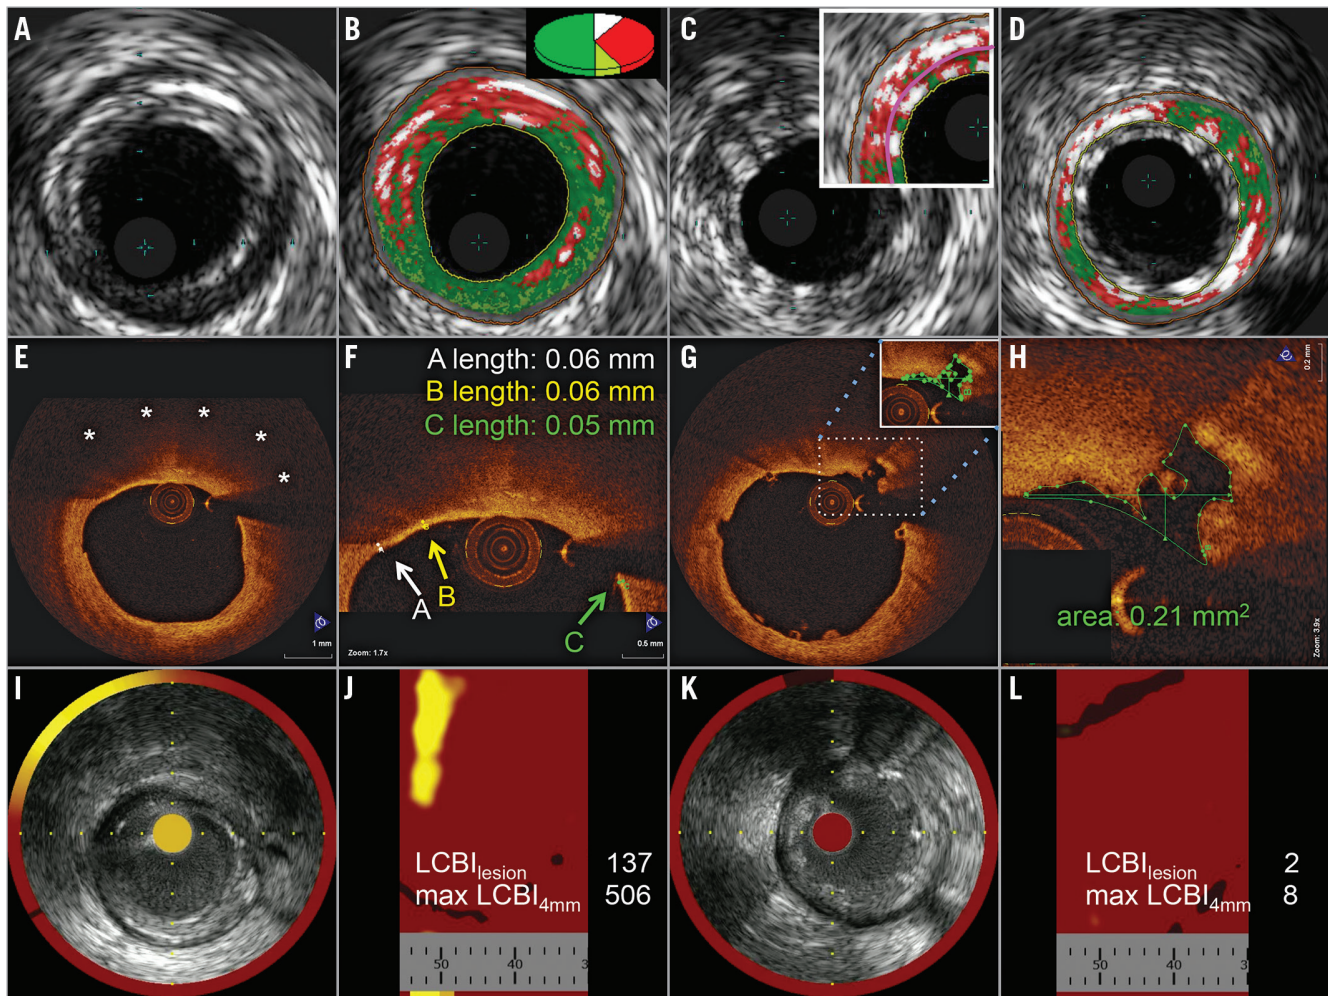 A
B
C
D
E
F
A length: 0.06 mm
B length: 0.06 mm
C length: 0.05 mm
A
B
C
Zoom: 1.7x
0.5 mm
1 mm
G
H
0.2 mm
area: 0.21 mm²
Zoom: 3.9x
I
J
LCBIlesion 137
max LCBI4mm 506
50 40 3
K
L
LCBIlesion 2
max LCBI4mm 8
50 40 3